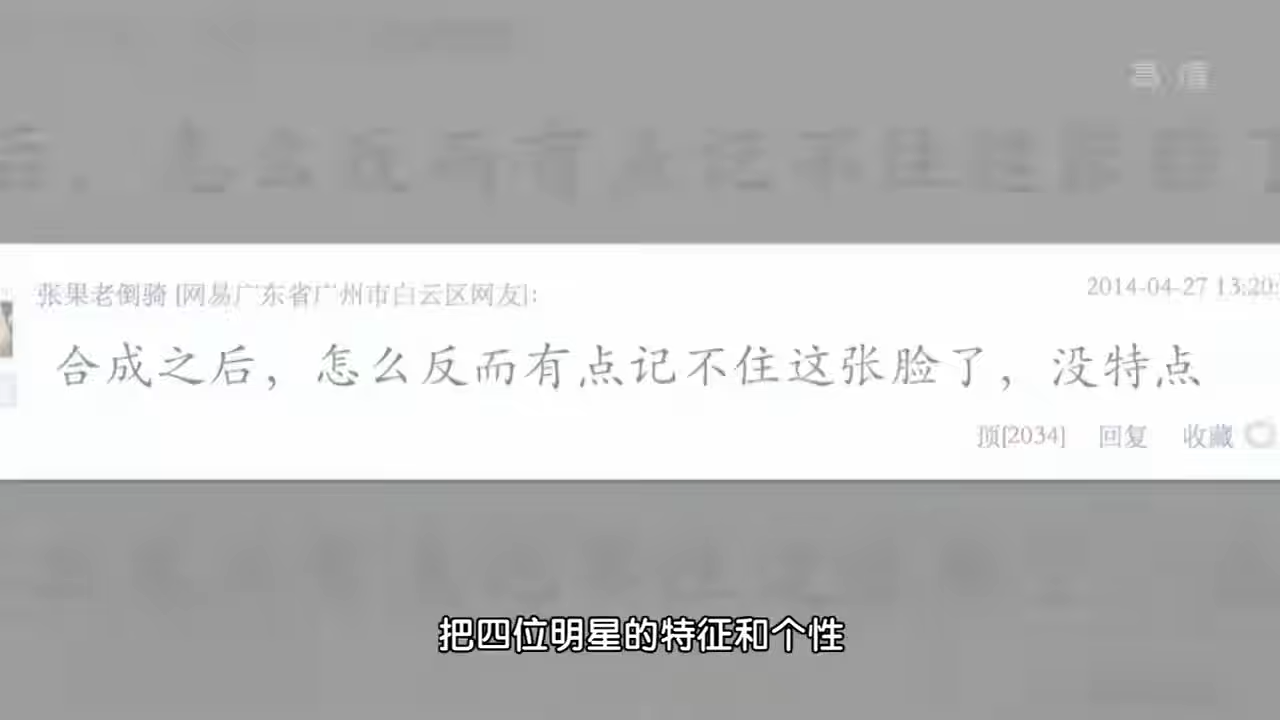 高清
张果老倒骑 [网易广东省广州市白云区网友]:
2014-04-27 13:20:
合成之后，怎么反而有点记不住这张脸了，没特点
顶[2034] 回复 收藏
把四位明星的特征和个性